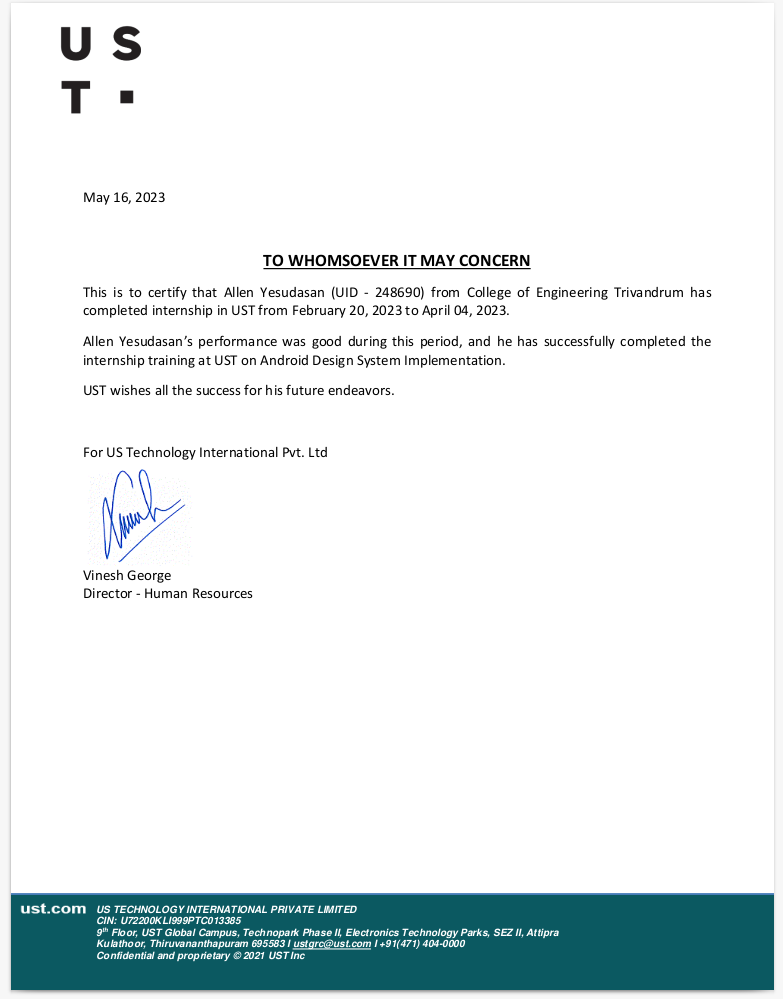 US
T.
May 16, 2023
TO WHOMSOEVER IT MAY CONCERN
This is to certify that Allen Yesudasan (UID - 248690) from College of Engineering Trivandrum has
completed internship in UST from February 20, 2023 to April 04, 2023.
Allen Yesudasan’s performance was good during this period, and he has successfully completed the
internship training at UST on Android Design System Implementation.
UST wishes all the success for his future endeavors.
For US Technology International Pvt. Ltd
Vinesh George
Director - Human Resources
ust.com US TECHNOLOGY INTERNATIONAL PRIVATE LIMITED
CIN: U72200KL1999PTC013385
9th Floor, UST Global Campus, Technopark Phase II, Electronics Technology Parks, SEZ II, Attipra
Kulathoor, Thiruvananthapuram 695583 I ustgrc@ust.com I +91(471) 404-0000
Confidential and proprietary © 2021 UST Inc